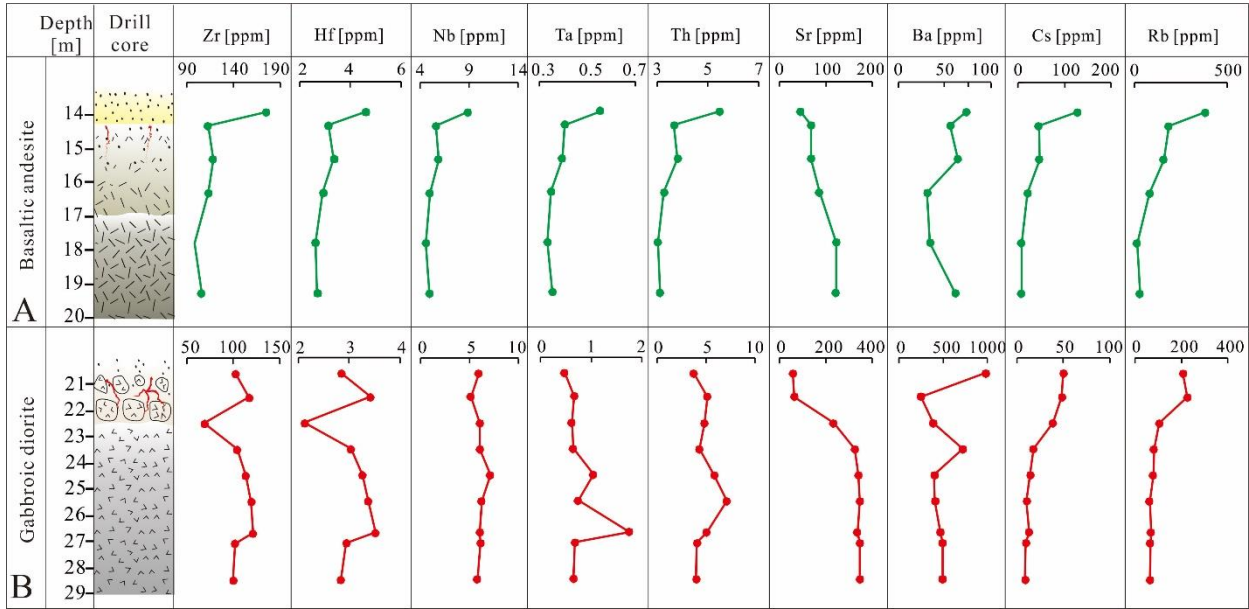 Depth [m] Drill core Zr [ppm] Hf [ppm] Nb [ppm] Ta [ppm] Th [ppm] Sr [ppm] Ba [ppm] Cs [ppm] Rb [ppm]
90 140 190 2 4 6 4 9 14 0.3 0.5 0.7 3 5 7 0 100 200 0 50 100 0 100 200 0 500
Basaltic andesite
14
15
16
17
18
19
20
A
50 100 150 2 3 4 0 5 10 0 1 2 0 5 10 0 200 400 0 500 1000 0 50 100 0 200 400
Gabbroic diorite
21
22
23
24
25
26
27
28
29
B